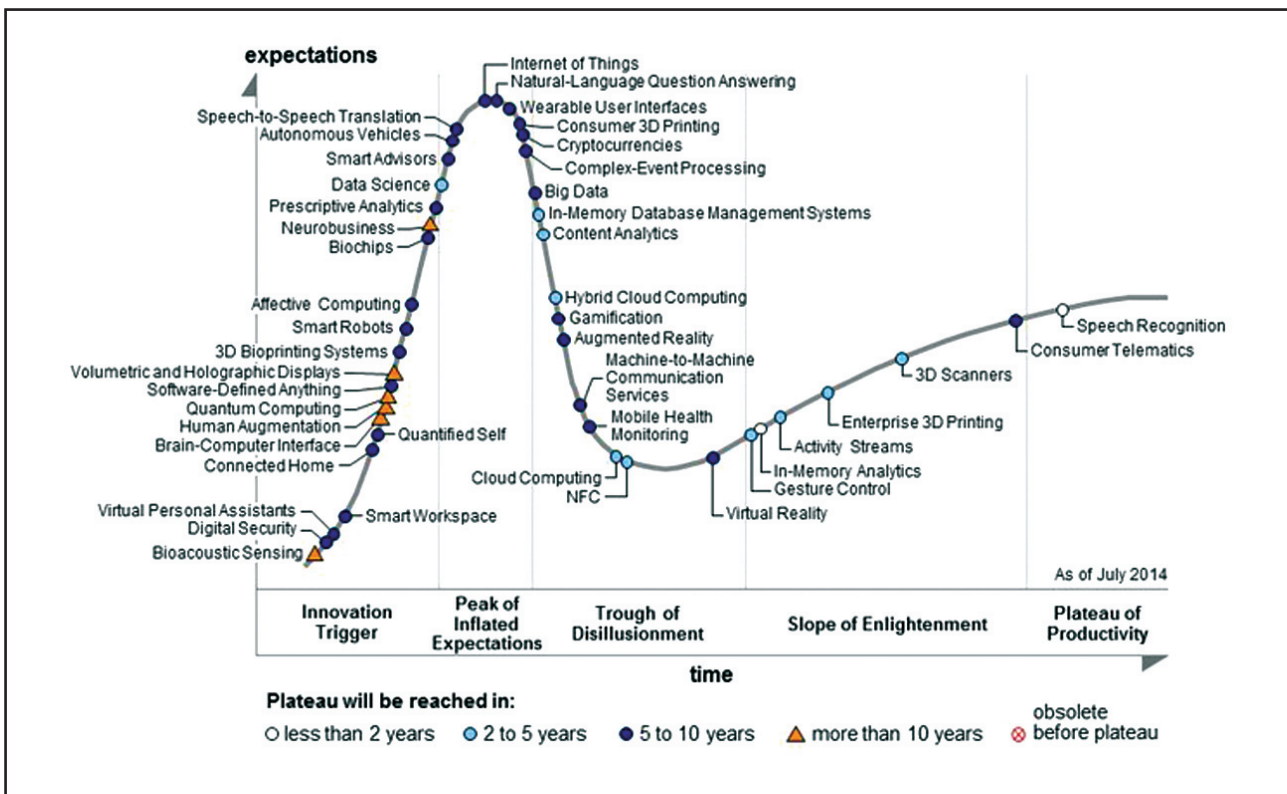 expectations
Internet of Things
Natural-Language Question Answering
Wearable User Interfaces
Consumer 3D Printing
Cryptocurrencies
Complex-Event Processing
Speech-to-Speech Translation
Autonomous Vehicles
Smart Advisors
Data Science
Prescriptive Analytics
Neurobusiness
Biochips
Big Data
In-Memory Database Management Systems
Content Analytics
Affective Computing
Smart Robots
3D Bioprinting Systems
Volumetric and Holographic Displays
Software-Defined Anything
Quantum Computing
Human Augmentation
Brain-Computer Interface
Quantified Self
Connected Home
Virtual Personal Assistants
Digital Security
Bioacoustic Sensing
Smart Workspace
Hybrid Cloud Computing
Gamification
Augmented Reality
Machine-to-Machine
Communication
Services
Mobile Health
Monitoring
Cloud Computing
NFC
Virtual Reality
Gesture Control
In-Memory Analytics
Activity Streams
Enterprise 3D Printing
3D Scanners
Consumer Telematics
Speech Recognition
As of July 2014
Innovation
Trigger
Peak of
Inflated
Expectations
Trough of
Disillusionment
Slope of Enlightenment
Plateau of
Productivity
time
Plateau will be reached in:
less than 2 years
2 to 5 years
5 to 10 years
more than 10 years
obsolete
before plateau